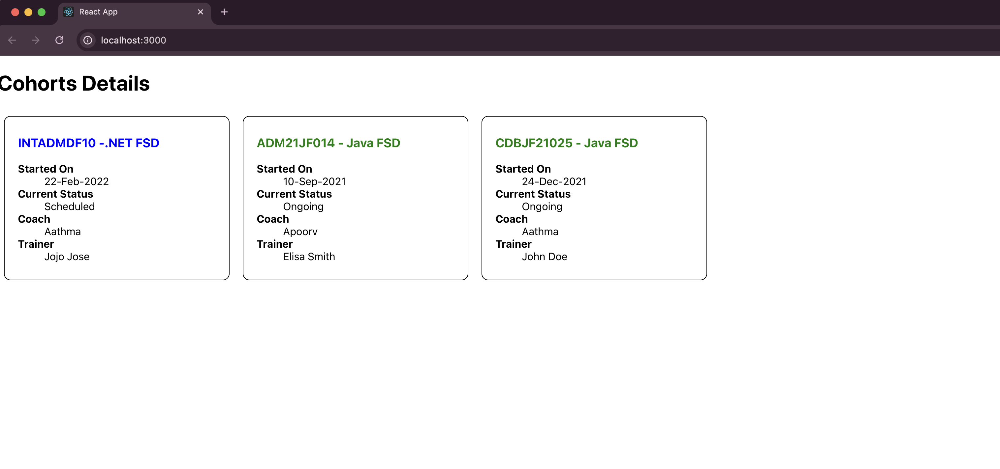 React App
localhost:3000
Cohorts Details
INTADMDF10 -.NET FSD
Started On
22-Feb-2022
Current Status
Scheduled
Coach
Aathma
Trainer
Jojo Jose
ADM21JF014 - Java FSD
Started On
10-Sep-2021
Current Status
Ongoing
Coach
Apoorv
Trainer
Elisa Smith
CDBJF21025 - Java FSD
Started On
24-Dec-2021
Current Status
Ongoing
Coach
Aathma
Trainer
John Doe